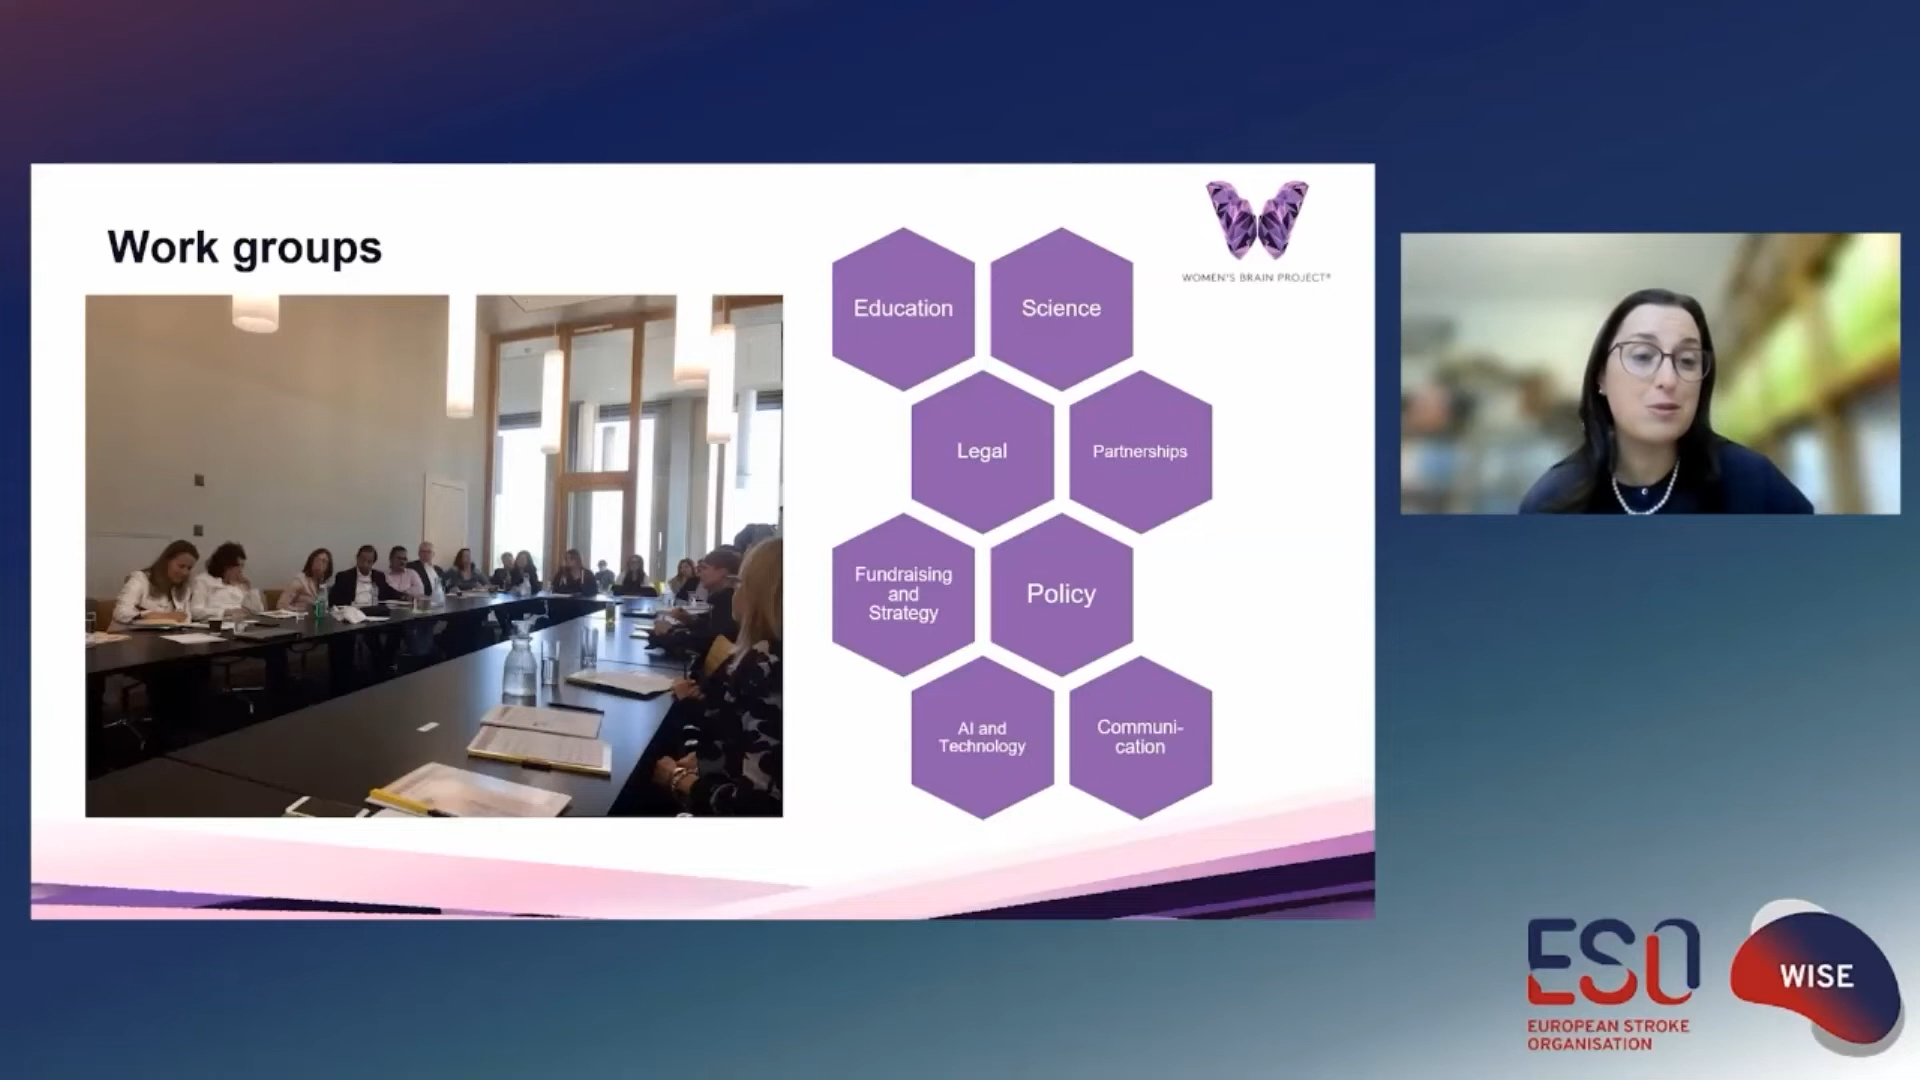 Work groups
WOMEN'S BRAIN PROJECT®
Education
Science
Legal
Partnerships
Fundraising
and
Strategy
Policy
AI and
Technology
Communi-
cation
ESO
EUROPEAN STROKE
ORGANISATION
WISE